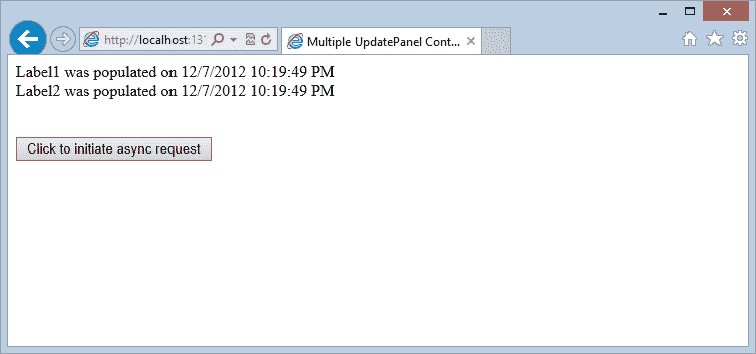 http://localhost:131
Multiple UpdatePanel Cont...
Label1 was populated on 12/7/2012 10:19:49 PM
Label2 was populated on 12/7/2012 10:19:49 PM
Click to initiate async request